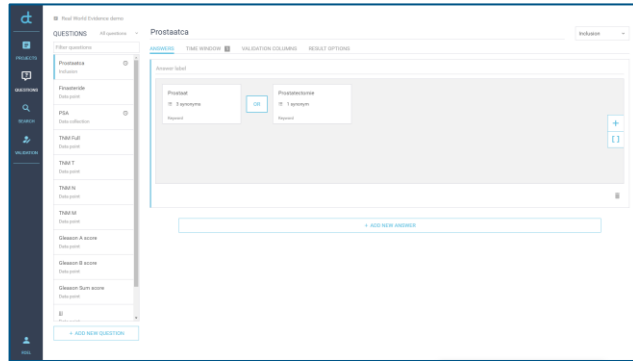 dt
Real World Evidence demo
QUESTIONS
All questions
Filter questions
Prostaatca
Inclusion
Finasteride
Data point
PSA
Data collection
TNM Full
Data point
TNM T
Data point
TNM N
Data point
TNM M
Data point
Gleason A score
Data point
Gleason B score
Data point
Gleason Sum score
Data point
+ ADD NEW QUESTION
PROJECTS
QUESTIONS
SEARCH
VALIDATION
Prostaatca
Inclusion
ANSWERS
TIME WINDOW
VALIDATION COLUMNS
RESULT OPTIONS
Answer label
Prostaat
3 synonyms
Keyword
OR
Prostatectomie
1 synonym
Keyword
+
[ ]
+ ADD NEW ANSWER